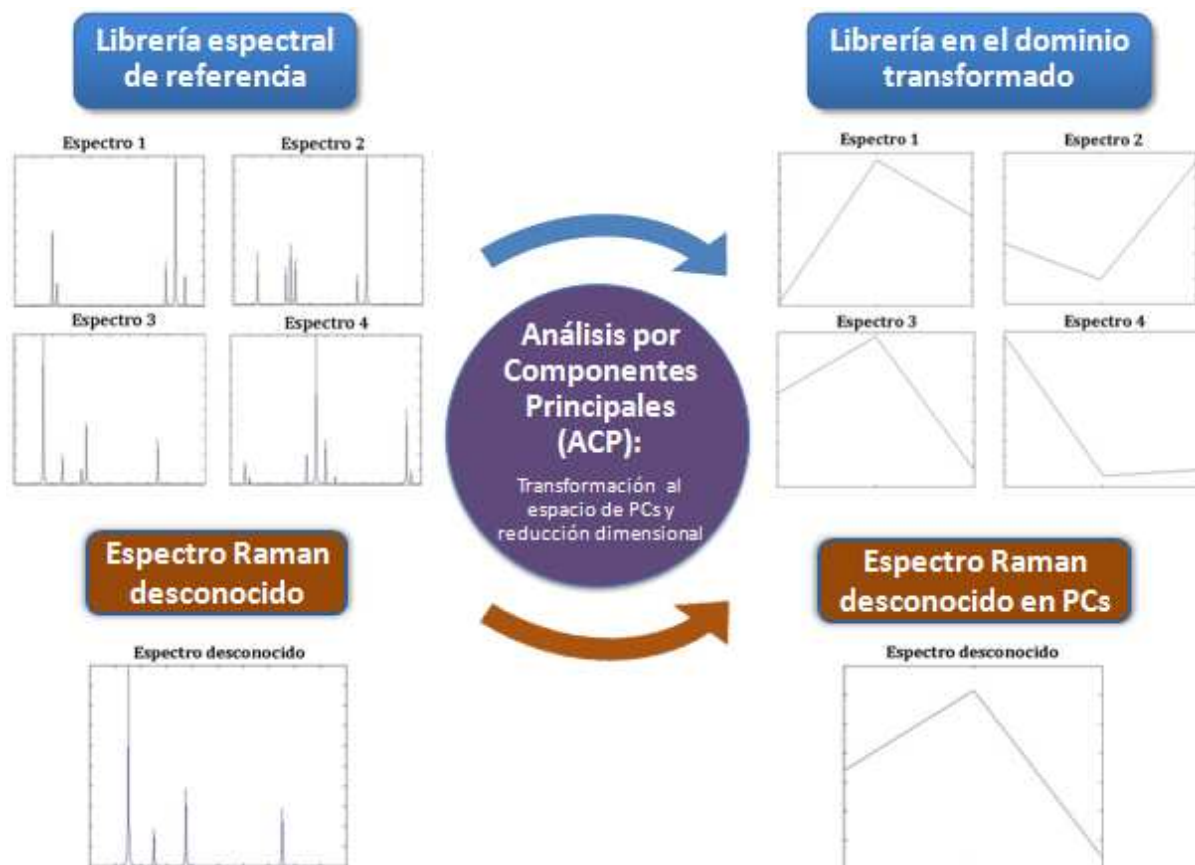 Librería espectral
de referencia
Espectro 1
Espectro 2
Espectro 3
Espectro 4
Espectro Raman
desconocido
Espectro desconocido
Análisis por
Componentes
Principales
(ACP):
Transformación al
espacio de PCs y
reducción dimensional
Librería en el dominio
transformado
Espectro 1
Espectro 2
Espectro 3
Espectro 4
Espectro Raman
desconocido en PCs
Espectro desconocido